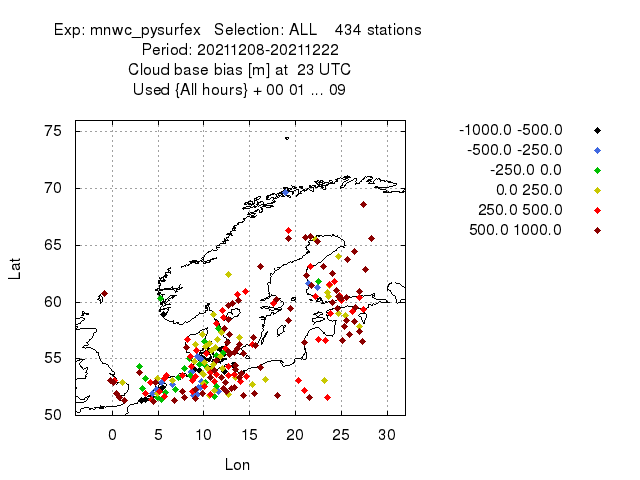 Exp: mnwc_pysurfex   Selection: ALL    434 stations
Period: 20211208-20211222
Cloud base bias [m] at  23 UTC
Used {All hours} + 00 01 ... 09
-1000.0 -500.0
-500.0 -250.0
-250.0 0.0
0.0 250.0
250.0 500.0
500.0 1000.0
75
70
65
60
55
50
Lat
0 5 10 15 20 25 30
Lon